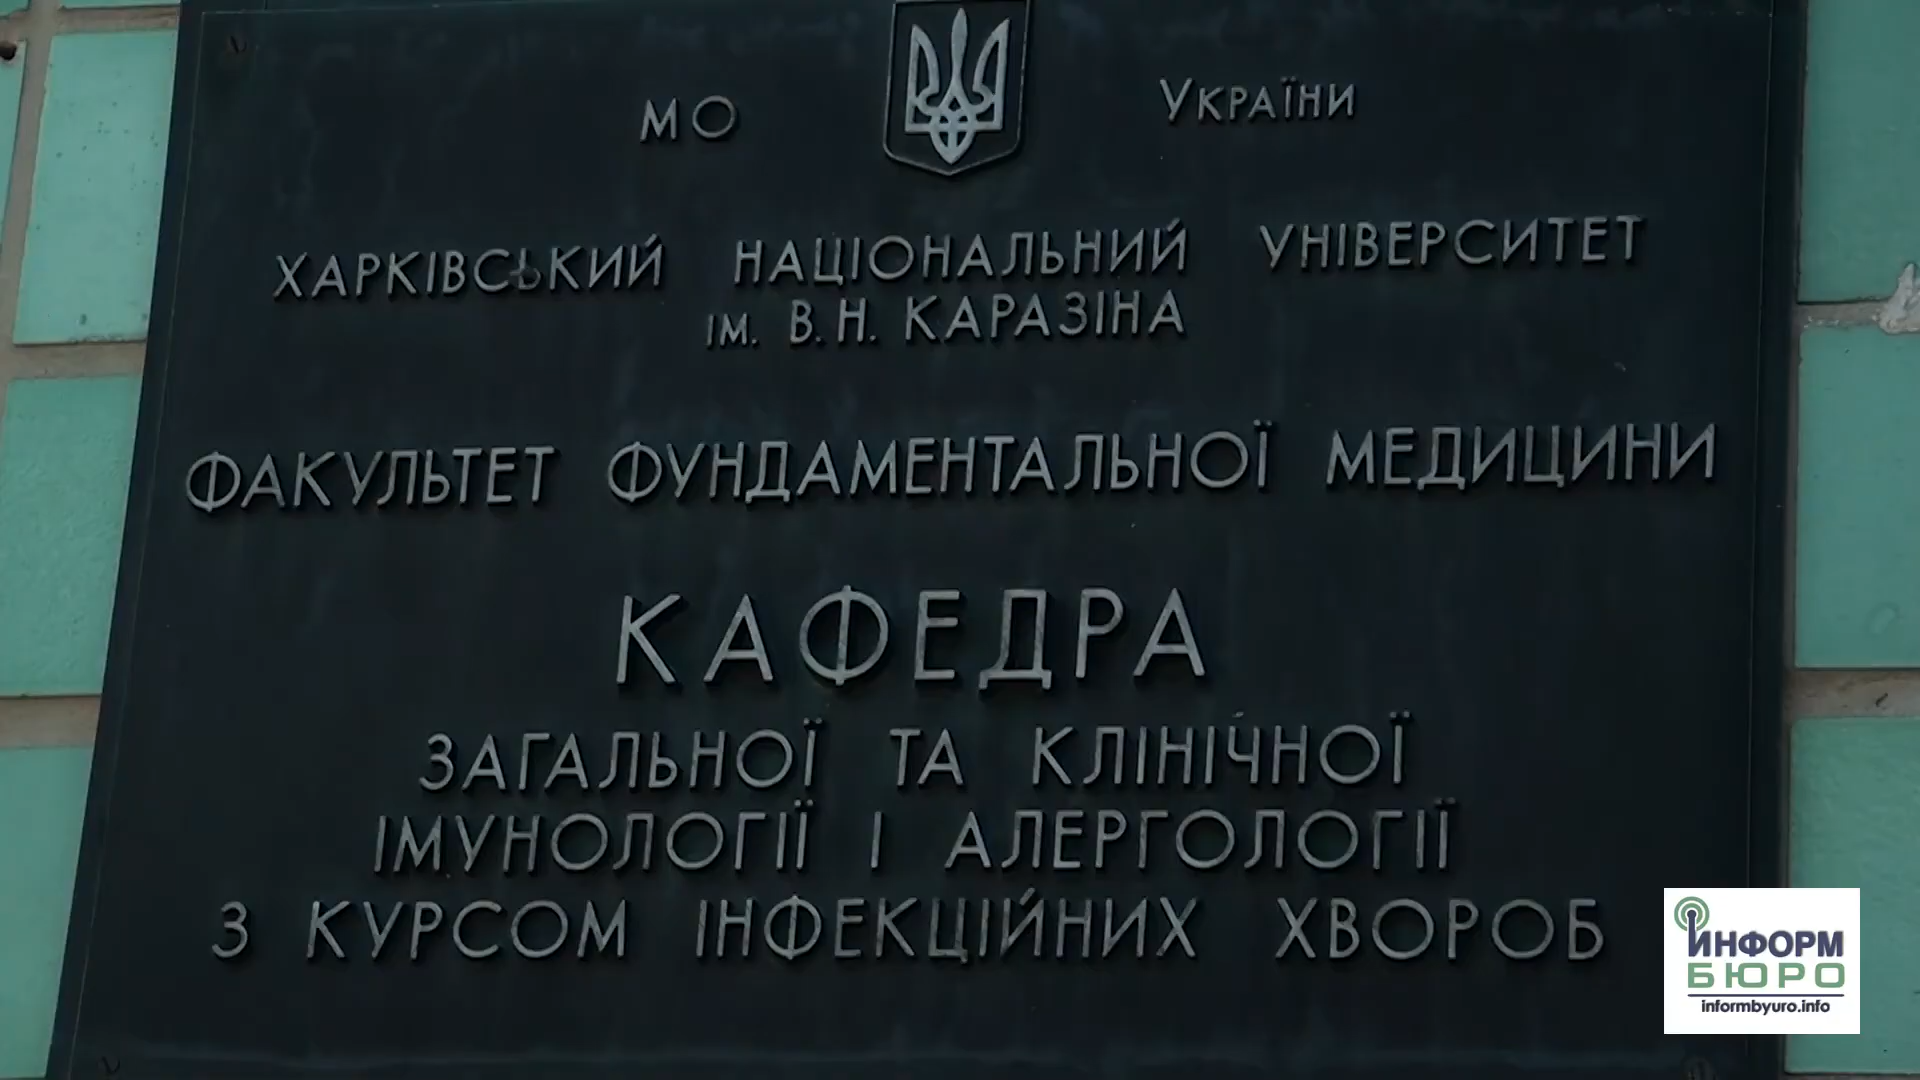 МО України
ХАРКІВСЬКИЙ НАЦІОНАЛЬНИЙ УНІВЕРСИТЕТ
ІМ. В. Н. КАРАЗІНА
ФАКУЛЬТЕТ ФУНДАМЕНТАЛЬНОЇ МЕДИЦИНИ
КАФЕДРА
ЗАГАЛЬНОЇ ТА КЛІНІЧНОЇ
ІМУНОЛОГІЇ І АЛЕРГОЛОГІЇ
З КУРСОМ ІНФЕКЦІЙНИХ ХВОРОБ
ИНФОРМ
БЮРО
informbyuro.info